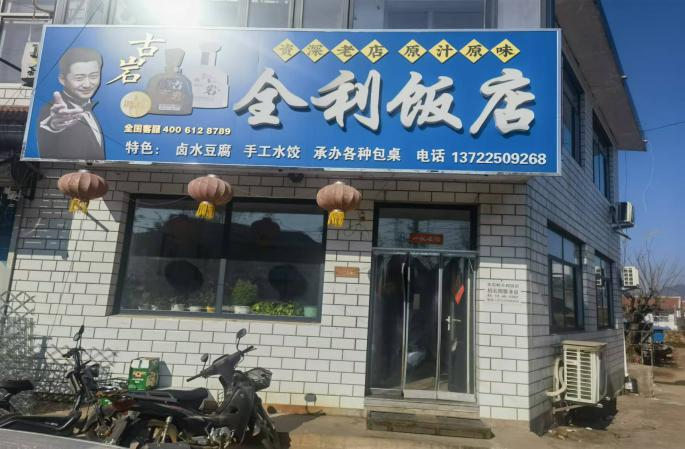 古岩
资深老店 原汁原味
全利饭店
全国客服 400 612 8789
特色： 卤水豆腐 手工水饺 承办各种包桌 电话 13722509268